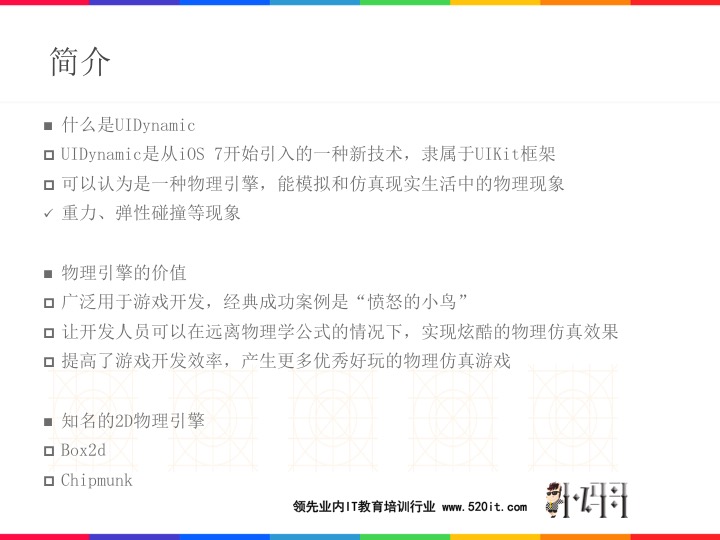 简介
什么是UIDynamic
UIDynamic是从iOS 7开始引入的一种新技术，隶属于UIKit框架
可以认为是一种物理引擎，能模拟和仿真现实生活中的物理现象
重力、弹性碰撞等现象
物理引擎的价值
广泛用于游戏开发，经典成功案例是“愤怒的小鸟”
让开发人员可以在远离物理学公式的情况下，实现炫酷的物理仿真效果
提高了游戏开发效率，产生更多优秀好玩的物理仿真游戏
知名的2D物理引擎
Box2d
Chipmunk
领先业内IT教育培训行业 www.520it.com
小码哥